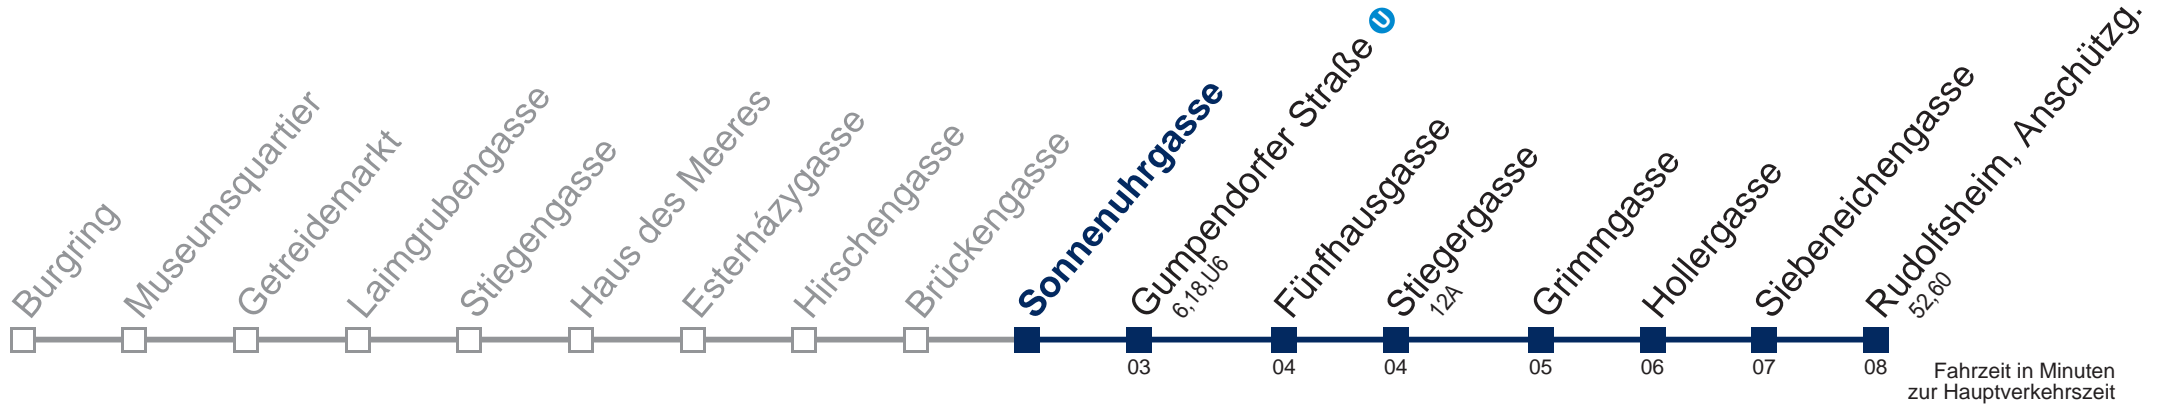 Burgring
Museumsquartier
Getreidemarkt
Laimgrubengasse
Stiegengasse
Haus des Meeres
Esterházygasse
Hirschengasse
Brückengasse
Sonnenuhrgasse
Gumpendorfer Straße U
6,18,U6
Fünfhausgasse
Stiegergasse
12A
Grimmgasse
Hollergasse
Siebeneichengasse
Rudolfsheim, Anschützg.
52,60
03 04 04 05 06 07 08
Fahrzeit in Minuten
zur Hauptverkehrszeit